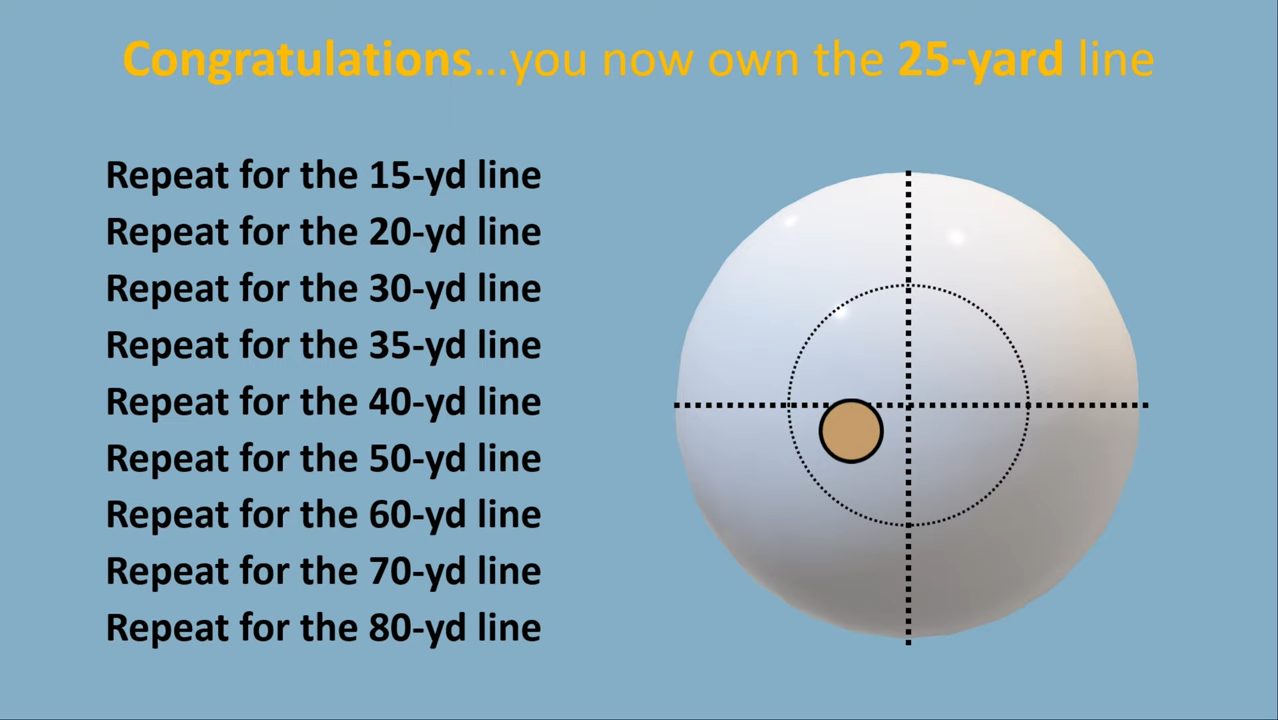 Congratulations...you now own the 25-yard line
Repeat for the 15-yd line
Repeat for the 20-yd line
Repeat for the 30-yd line
Repeat for the 35-yd line
Repeat for the 40-yd line
Repeat for the 50-yd line
Repeat for the 60-yd line
Repeat for the 70-yd line
Repeat for the 80-yd line